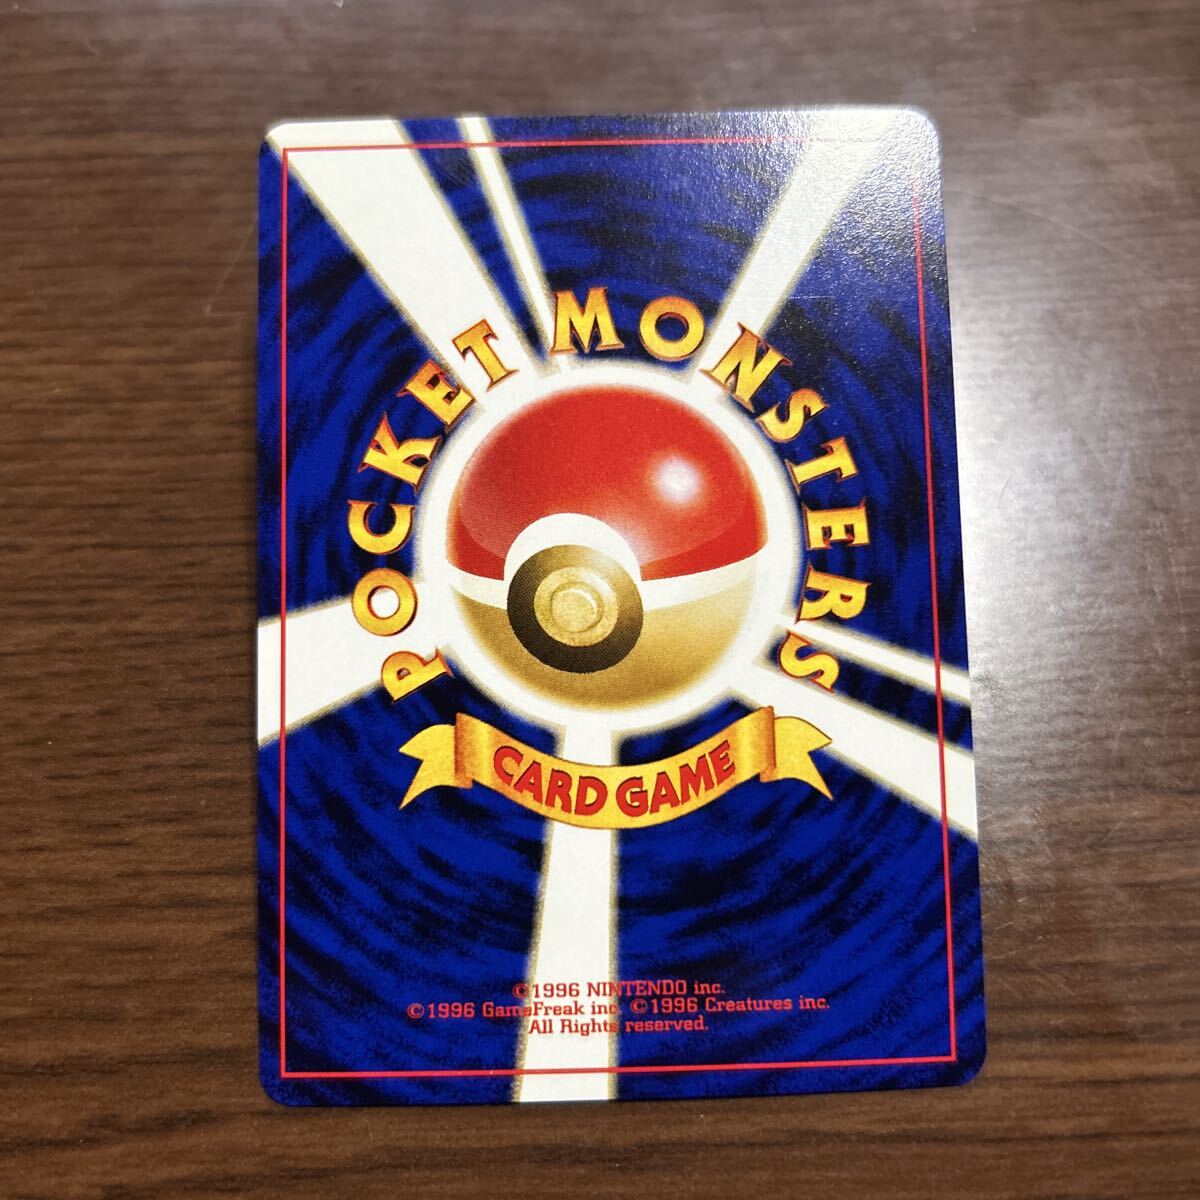 POCKET MONSTERS
CARD GAME
©1996 NINTENDO inc.
©1996 GameFreak inc. ©1996 Creatures inc.
All Rights reserved.